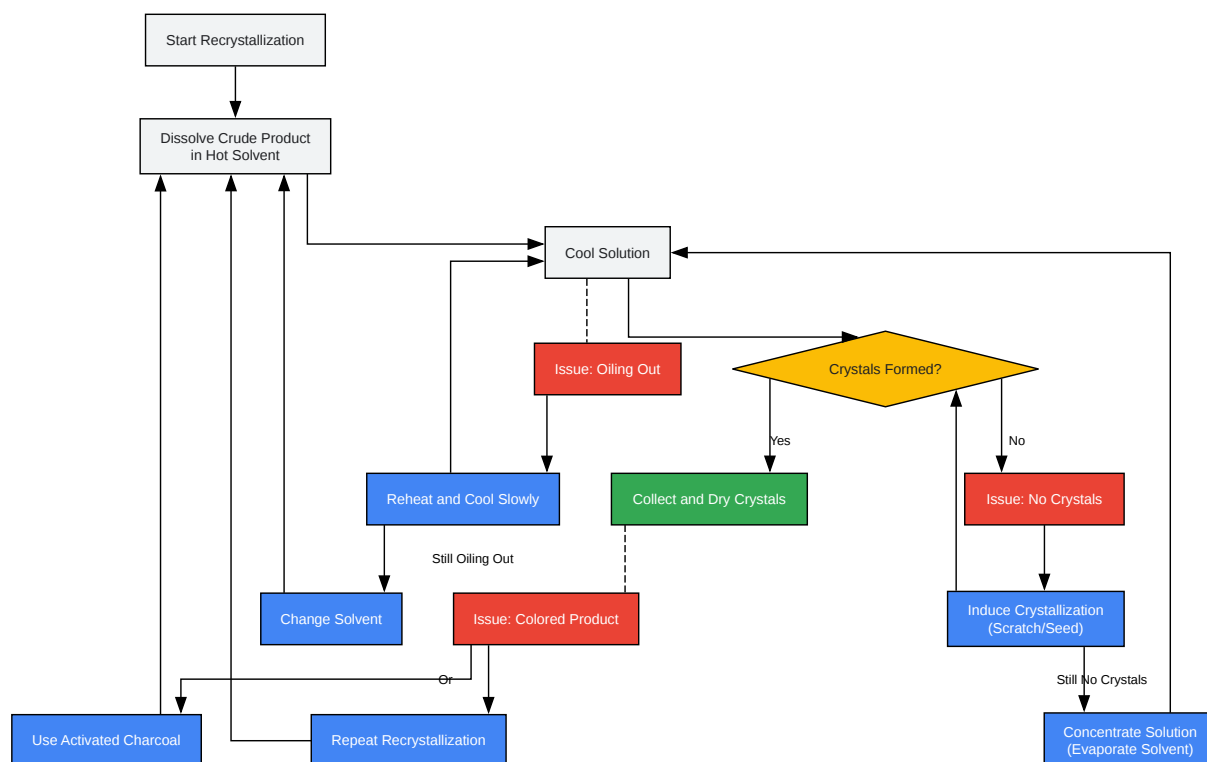 Start Recrystallization
Dissolve Crude Product
in Hot Solvent
Cool Solution
Issue: Oiling Out
Crystals Formed?
Yes
No
Reheat and Cool Slowly
Collect and Dry Crystals
Issue: No Crystals
Still Oiling Out
Change Solvent
Issue: Colored Product
Induce Crystallization
(Scratch/Seed)
Or
Still No Crystals
Use Activated Charcoal
Repeat Recrystallization
Concentrate Solution
(Evaporate Solvent)